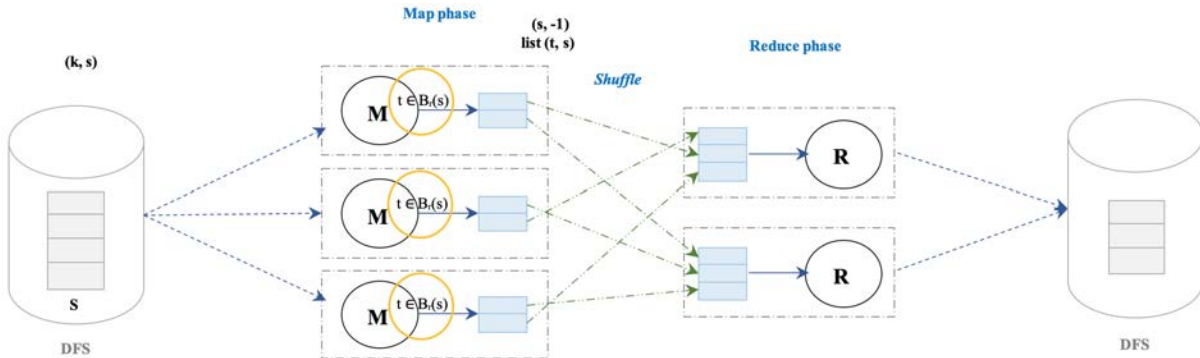 Map phase
(s, -1)
list (t, s)
Reduce phase
(k, s)
Shuffle
M
t ∈ Bᵣ(s)
M
t ∈ Bᵣ(s)
M
t ∈ Bᵣ(s)
R
R
S
DFS
DFS